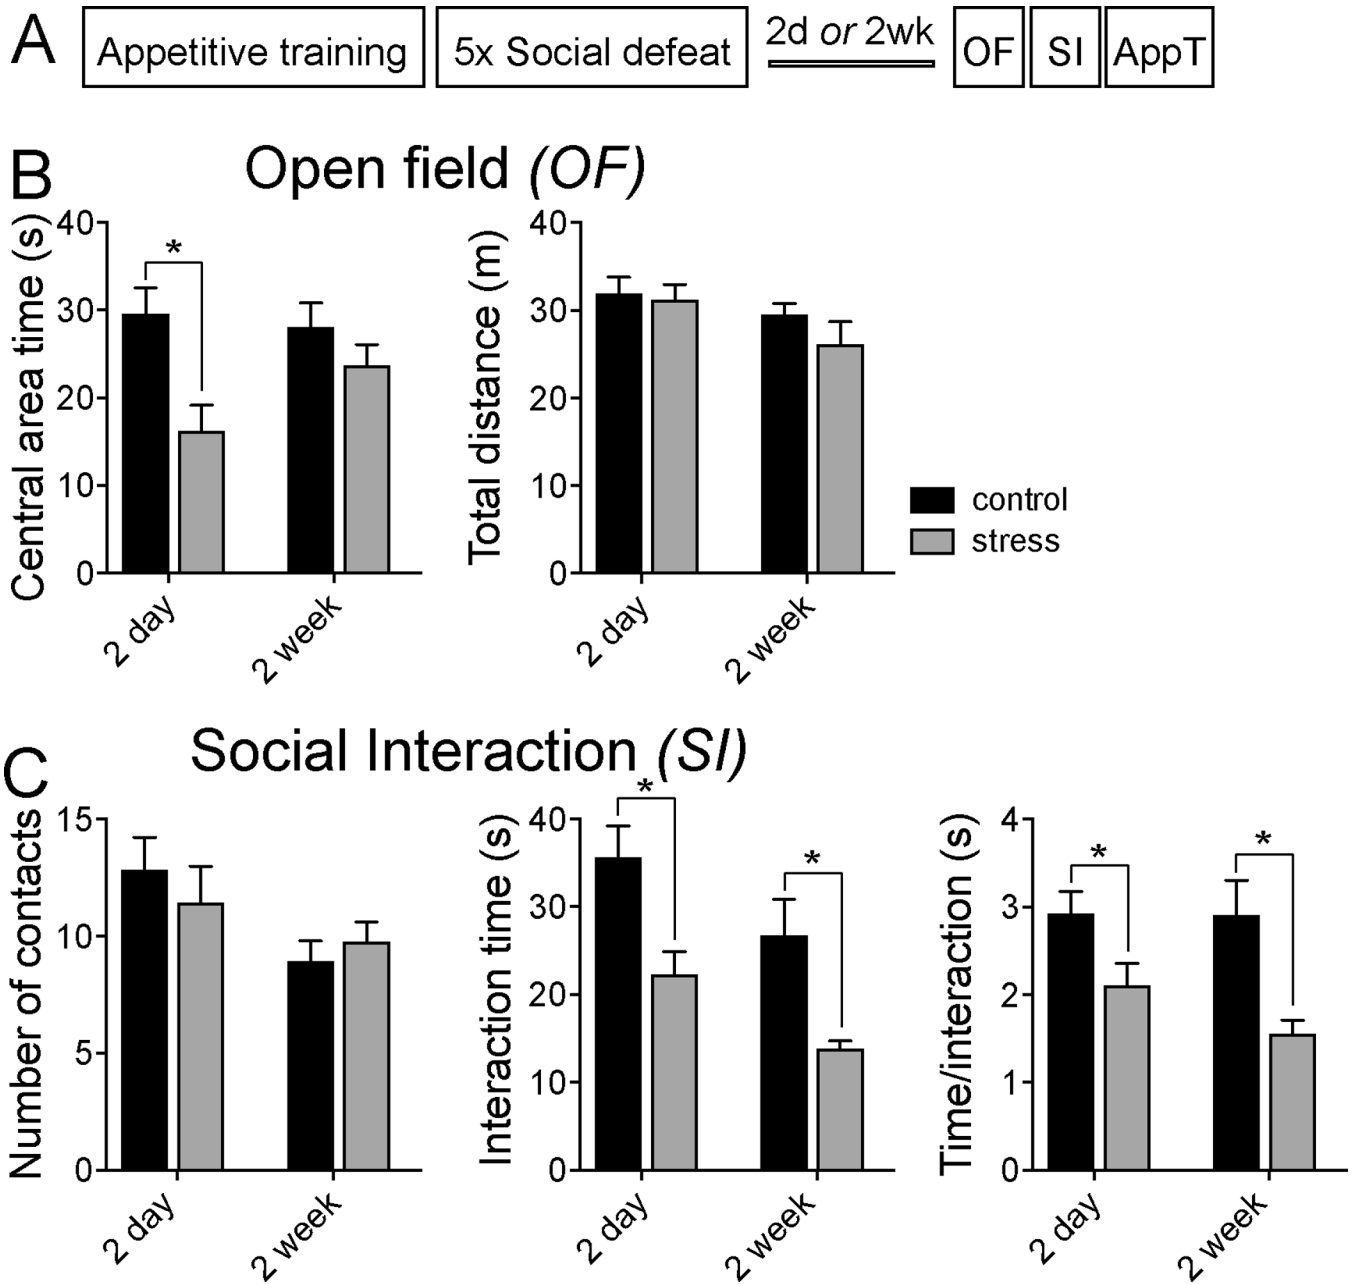 A
Appetitive training
5x Social defeat
2d or 2wk
OF
SI
AppT
B
Open field (OF)
Central area time (s)
40
30
20
10
0
*
2 day
2 week
Total distance (m)
40
30
20
10
0
2 day
2 week
control
stress
C
Social Interaction (SI)
Number of contacts
15
10
5
0
2 day
2 week
Interaction time (s)
40
30
20
10
0
*
*
2 day
2 week
Time/interaction (s)
4
3
2
1
0
*
*
2 day
2 week